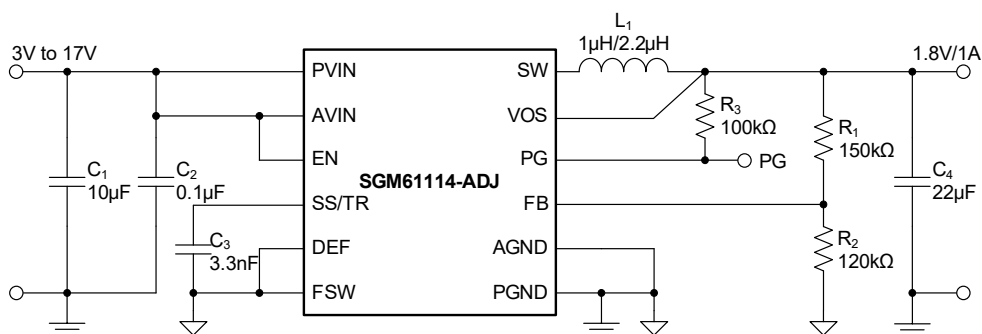 3V to 17V
L1
1µH/2.2µH
1.8V/1A
PVIN
SW
AVIN
VOS
R3
100kΩ
R1
150kΩ
EN
PG
PG
C1
10µF
C2
0.1µF
SGM61114-ADJ
C4
22µF
SS/TR
FB
C3
3.3nF
DEF
AGND
R2
120kΩ
FSW
PGND